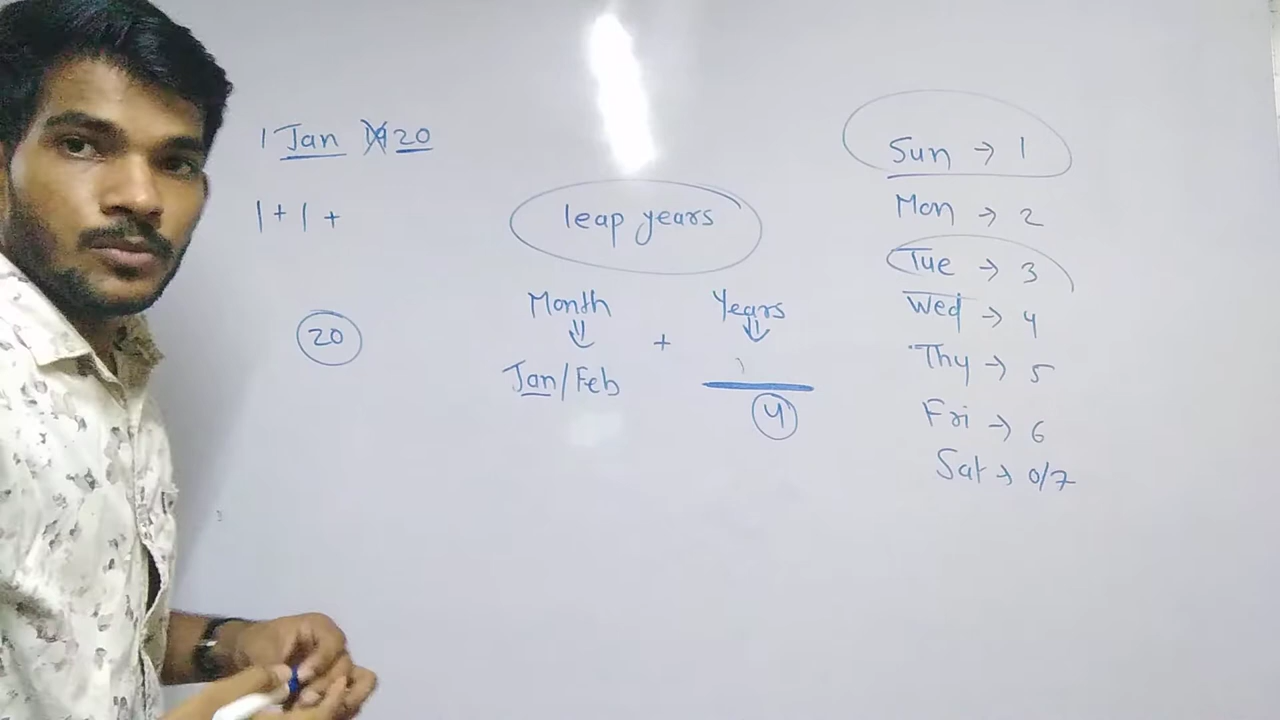 1 Jan 20
1 + 1 +
20
leap years
Month + Years
Jan/Feb
4
Sun → 1
Mon → 2
Tue → 3
Wed → 4
Thy → 5
Fri → 6
Sat → 0/7